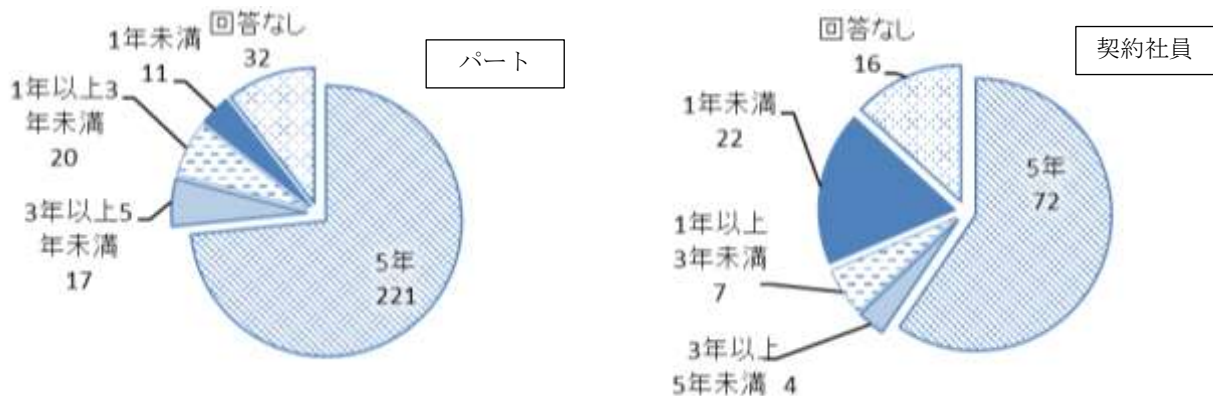 パート
回答なし
32
1年未満
11
1年以上3
年未満
20
3年以上5
年未満
17
5年
221
契約社員
回答なし
16
1年未満
22
1年以上
3年未満
7
3年以上
5年未満 4
5年
72